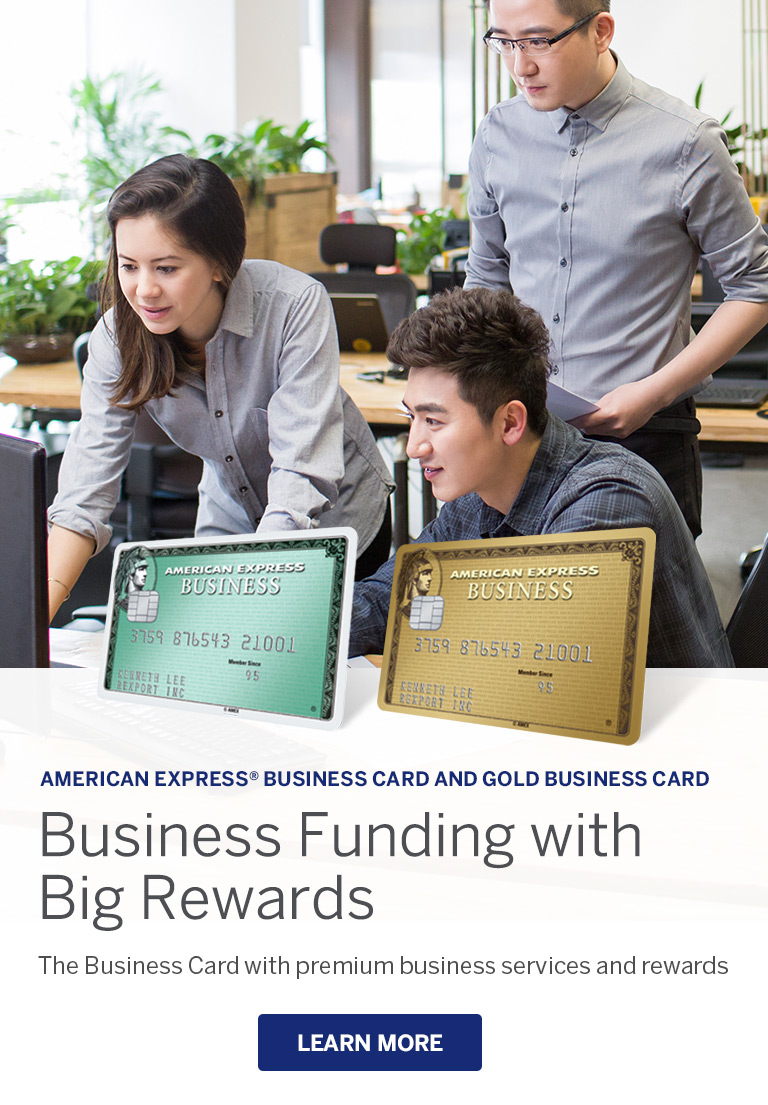 AMERICAN EXPRESS
BUSINESS
3759 876543 21001
Member Since
95
KENNETH LEE
REXPORT INC
© AMEX
AMERICAN EXPRESS
BUSINESS
3759 876543 21001
Member Since
95
KENNETH LEE
REXPORT INC
© AMEX
AMERICAN EXPRESS® BUSINESS CARD AND GOLD BUSINESS CARD
Business Funding with
Big Rewards
The Business Card with premium business services and rewards
LEARN MORE